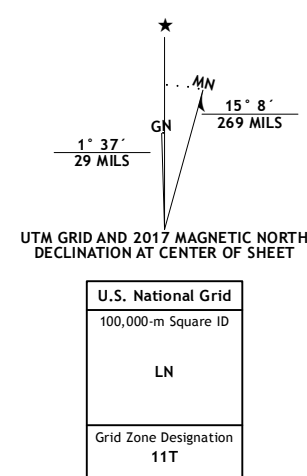 ★
MN
GN
15° 8´
269 MILS
1° 37´
29 MILS
UTM GRID AND 2017 MAGNETIC NORTH
DECLINATION AT CENTER OF SHEET
U.S. National Grid
100,000-m Square ID
LN
Grid Zone Designation
11T